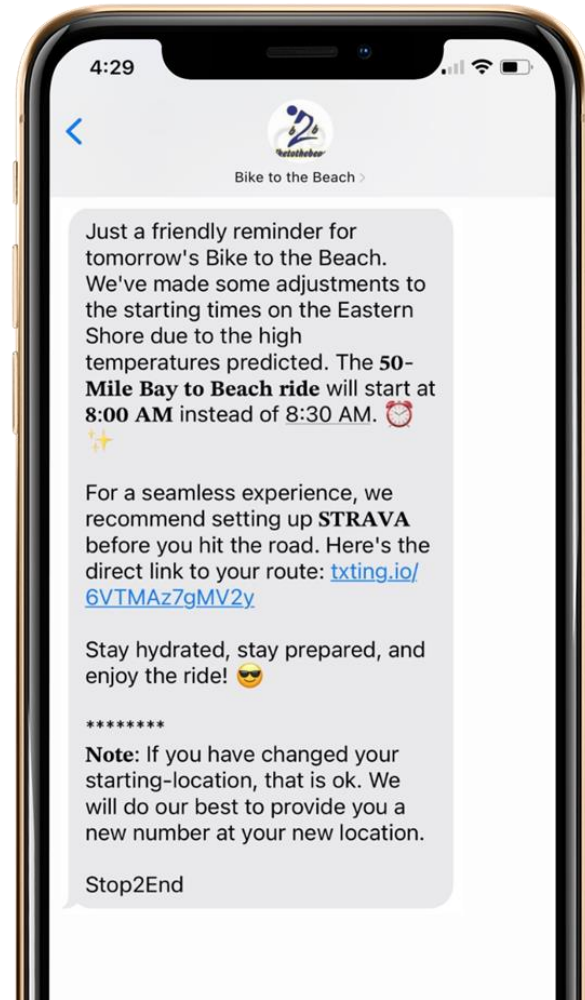 4:29
Bike to the Beach
Just a friendly reminder for
tomorrow's Bike to the Beach.
We've made some adjustments to
the starting times on the Eastern
Shore due to the high
temperatures predicted. The 50-
Mile Bay to Beach ride will start at
8:00 AM instead of 8:30 AM. ⏰
✨
For a seamless experience, we
recommend setting up STRAVA
before you hit the road. Here's the
direct link to your route: txting.io/
6VTMAz7gMV2y
Stay hydrated, stay prepared, and
enjoy the ride! 😎
********
Note: If you have changed your
starting-location, that is ok. We
will do our best to provide you a
new number at your new location.
Stop2End